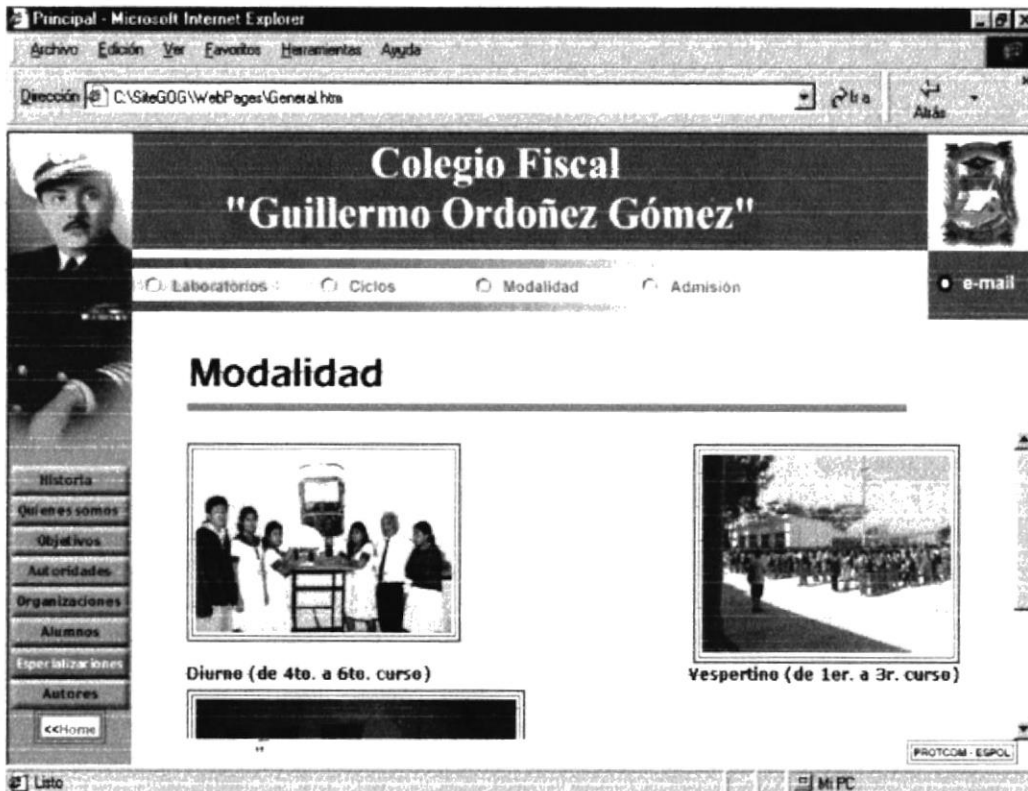 Principal - Microsoft Internet Explorer
Archivo Edición Ver Favoritos Herramientas Ayuda
Dirección C:\SiteGOG\WebPages\General.htm Ir a Atrás
Colegio Fiscal
"Guillermo Ordoñez Gómez"
Laboratorios Ciclos Modalidad Admisión e-mail
Modalidad
Historia
Quienes somos
Objetivos
Autoridades
Organizaciones
Alumnos
Especializaciones
Autores
<<Home
Diurno (de 4to. a 6to. curso)
Vespertino (de 1er. a 3r. curso)
PROTCOM - ESPOL
Listo Mi PC